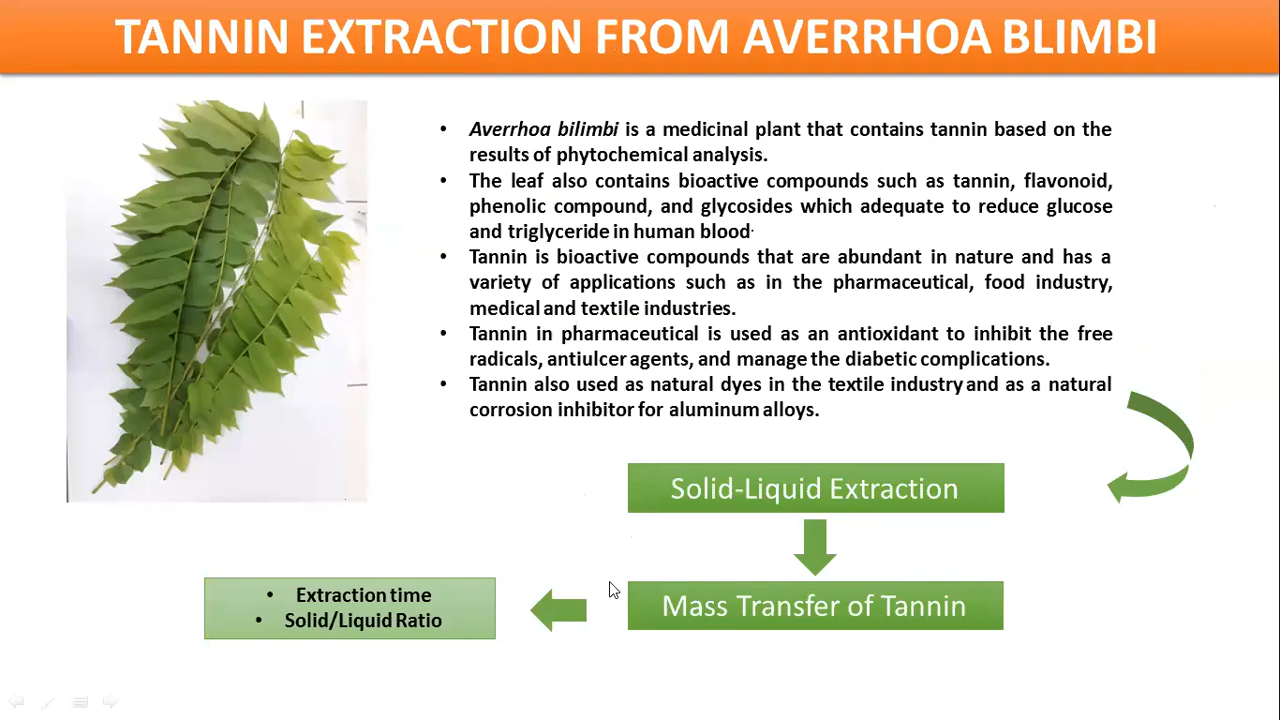 TANNIN EXTRACTION FROM AVERRHOA BLIMBI
• Averrhoa bilimbi is a medicinal plant that contains tannin based on the
results of phytochemical analysis.
• The leaf also contains bioactive compounds such as tannin, flavonoid,
phenolic compound, and glycosides which adequate to reduce glucose
and triglyceride in human blood.
• Tannin is bioactive compounds that are abundant in nature and has a
variety of applications such as in the pharmaceutical, food industry,
medical and textile industries.
• Tannin in pharmaceutical is used as an antioxidant to inhibit the free
radicals, antiulcer agents, and manage the diabetic complications.
• Tannin also used as natural dyes in the textile industry and as a natural
corrosion inhibitor for aluminum alloys.
Solid-Liquid Extraction
Mass Transfer of Tannin
• Extraction time
• Solid/Liquid Ratio